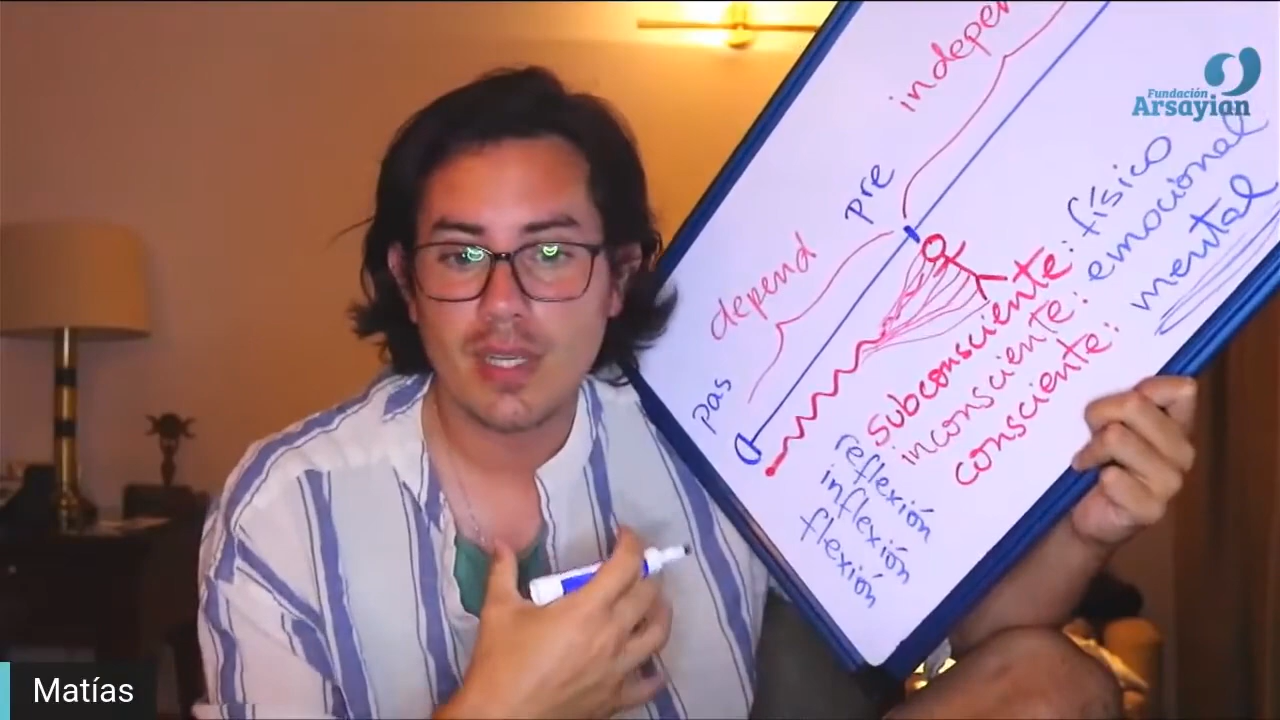 Fundación
Arsayian
indepen
pre
depend
pas
subconsciente: físico
inconsciente: emocional
consciente: mental
reflexión
inflexión
flexión
Matías